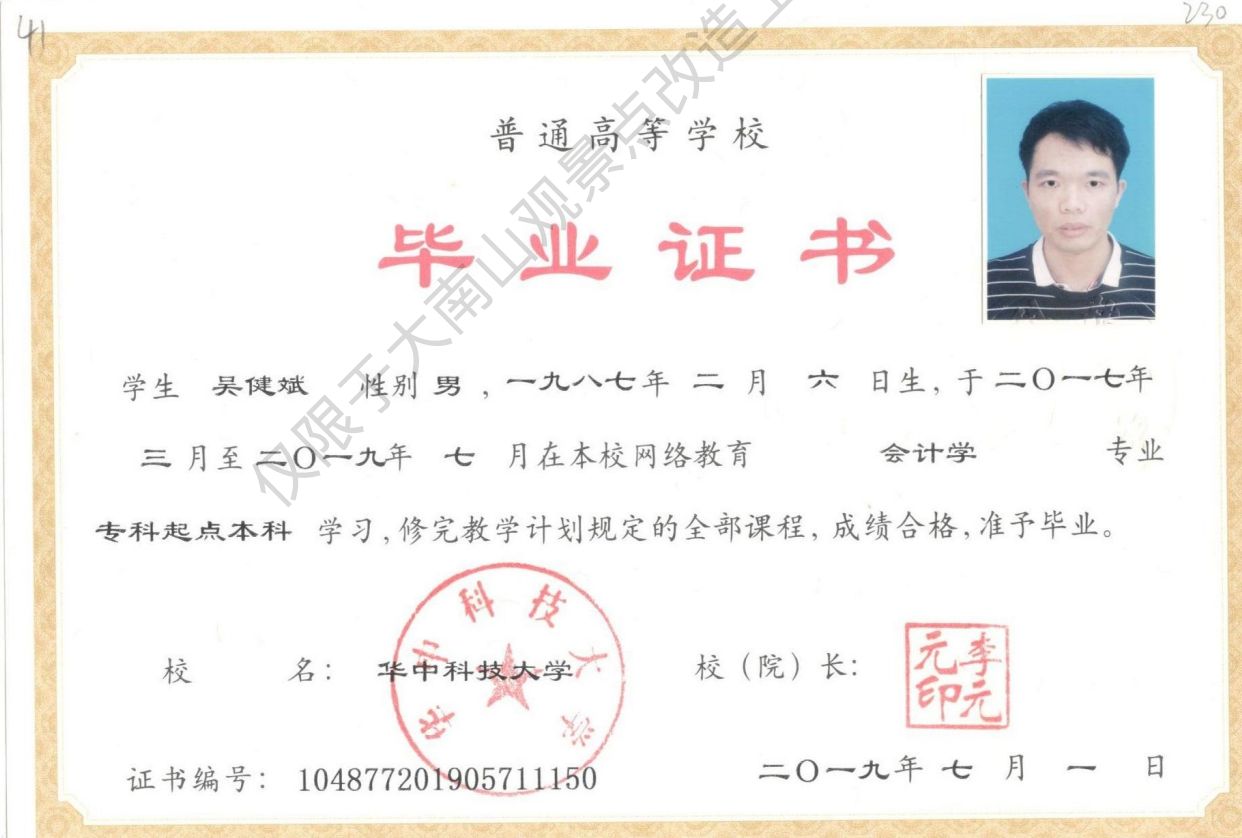 41
230
普通高等学校
毕业证书
学生 吴健斌 性别 男 , 一九八七年 二 月 六 日生, 于 二〇一七年
三 月至 二〇一九年 七 月在本校网络教育 会计学 专业
专科起点本科 学习, 修完教学计划规定的全部课程, 成绩合格, 准予毕业。
校 名: 华中科技大学 校（院）长:
华中科技大学
李元元印
证书编号: 104877201905711150
二〇一九年 七 月 一 日
仅限于大南山观景点改造